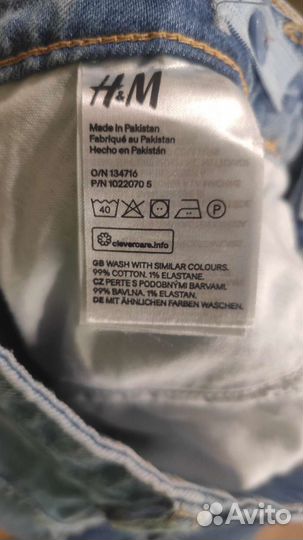 H&M
Made in Pakistan
Fabriqué au Pakistan
Hecho en Pakistán
O/N 134716
P/N 1022070 5
40 P
clevercare.info
GB WASH WITH SIMILAR COLOURS.
99% COTTON. 1% ELASTANE.
CZ PERTE S PODOBNÝMI BARVAMI.
99% BAVLNA. 1% ELASTAN.
DE MIT ÄHNLICHEN FARBEN WASCHEN.
Avito